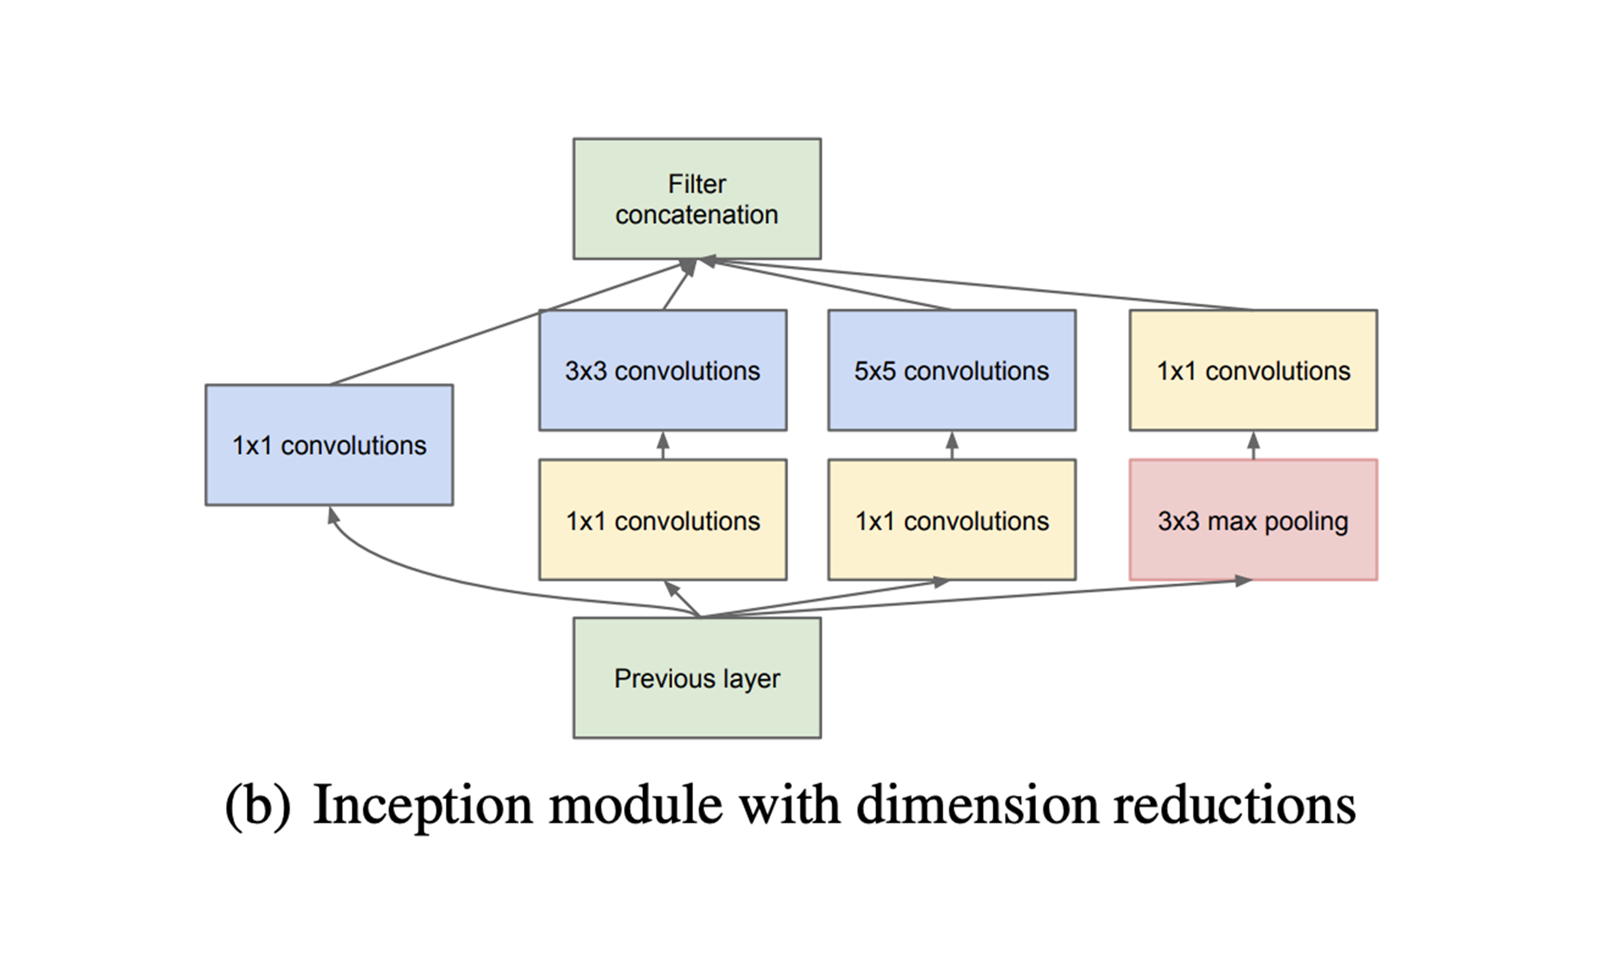 Filter
concatenation
3x3 convolutions
5x5 convolutions
1x1 convolutions
1x1 convolutions
1x1 convolutions
1x1 convolutions
3x3 max pooling
Previous layer
(b) Inception module with dimension reductions